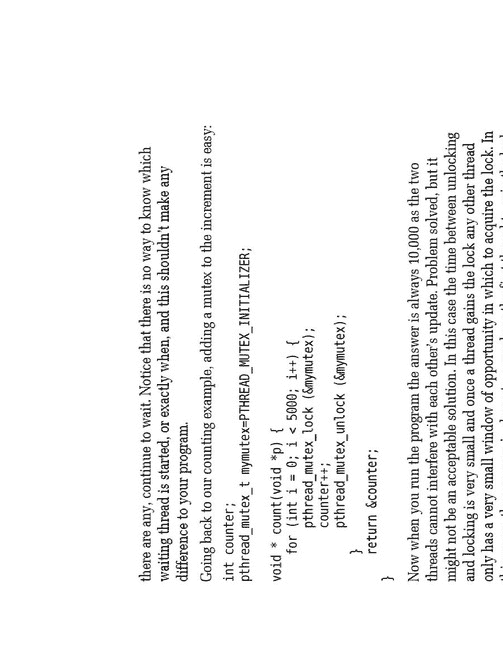 there are any, continue to wait. Notice that there is no way to know which
waiting thread is started, or exactly when, and this shouldn't make any
difference to your program.
Going back to our counting example, adding a mutex to the increment is easy:
int counter;
pthread_mutex_t mymutex=PTHREAD_MUTEX_INITIALIZER;
void * count(void *p) {
for (int i = 0; i < 5000; i++) {
pthread_mutex_lock (&mymutex);
counter++;
pthread_mutex_unlock (&mymutex);
}
return &counter;
}
Now when you run the program the answer is always 10,000 as the two
threads cannot interfere with each other's update. Problem solved, but it
might not be an acceptable solution. In this case the time between unlocking
and locking is very small and once a thread gains the lock any other thread
only has a very small window of opportunity in which to acquire the lock. In